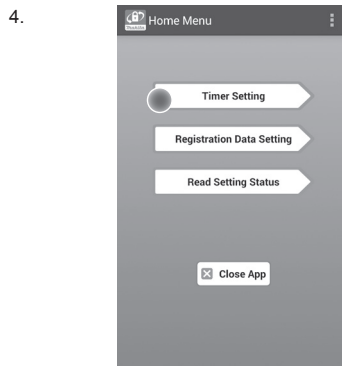 4.
Home Menu
Timer Setting
Registration Data Setting
Read Setting Status
Close App